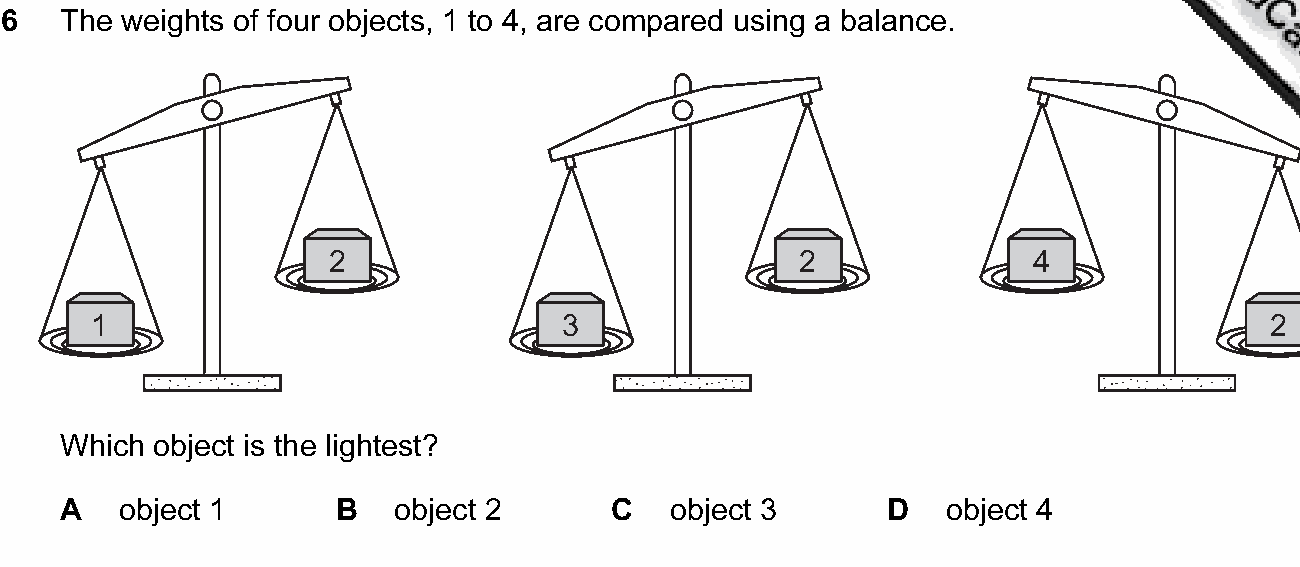 6 The weights of four objects, 1 to 4, are compared using a balance.
2 2 4
1 3 2
Which object is the lightest?
A object 1 B object 2 C object 3 D object 4